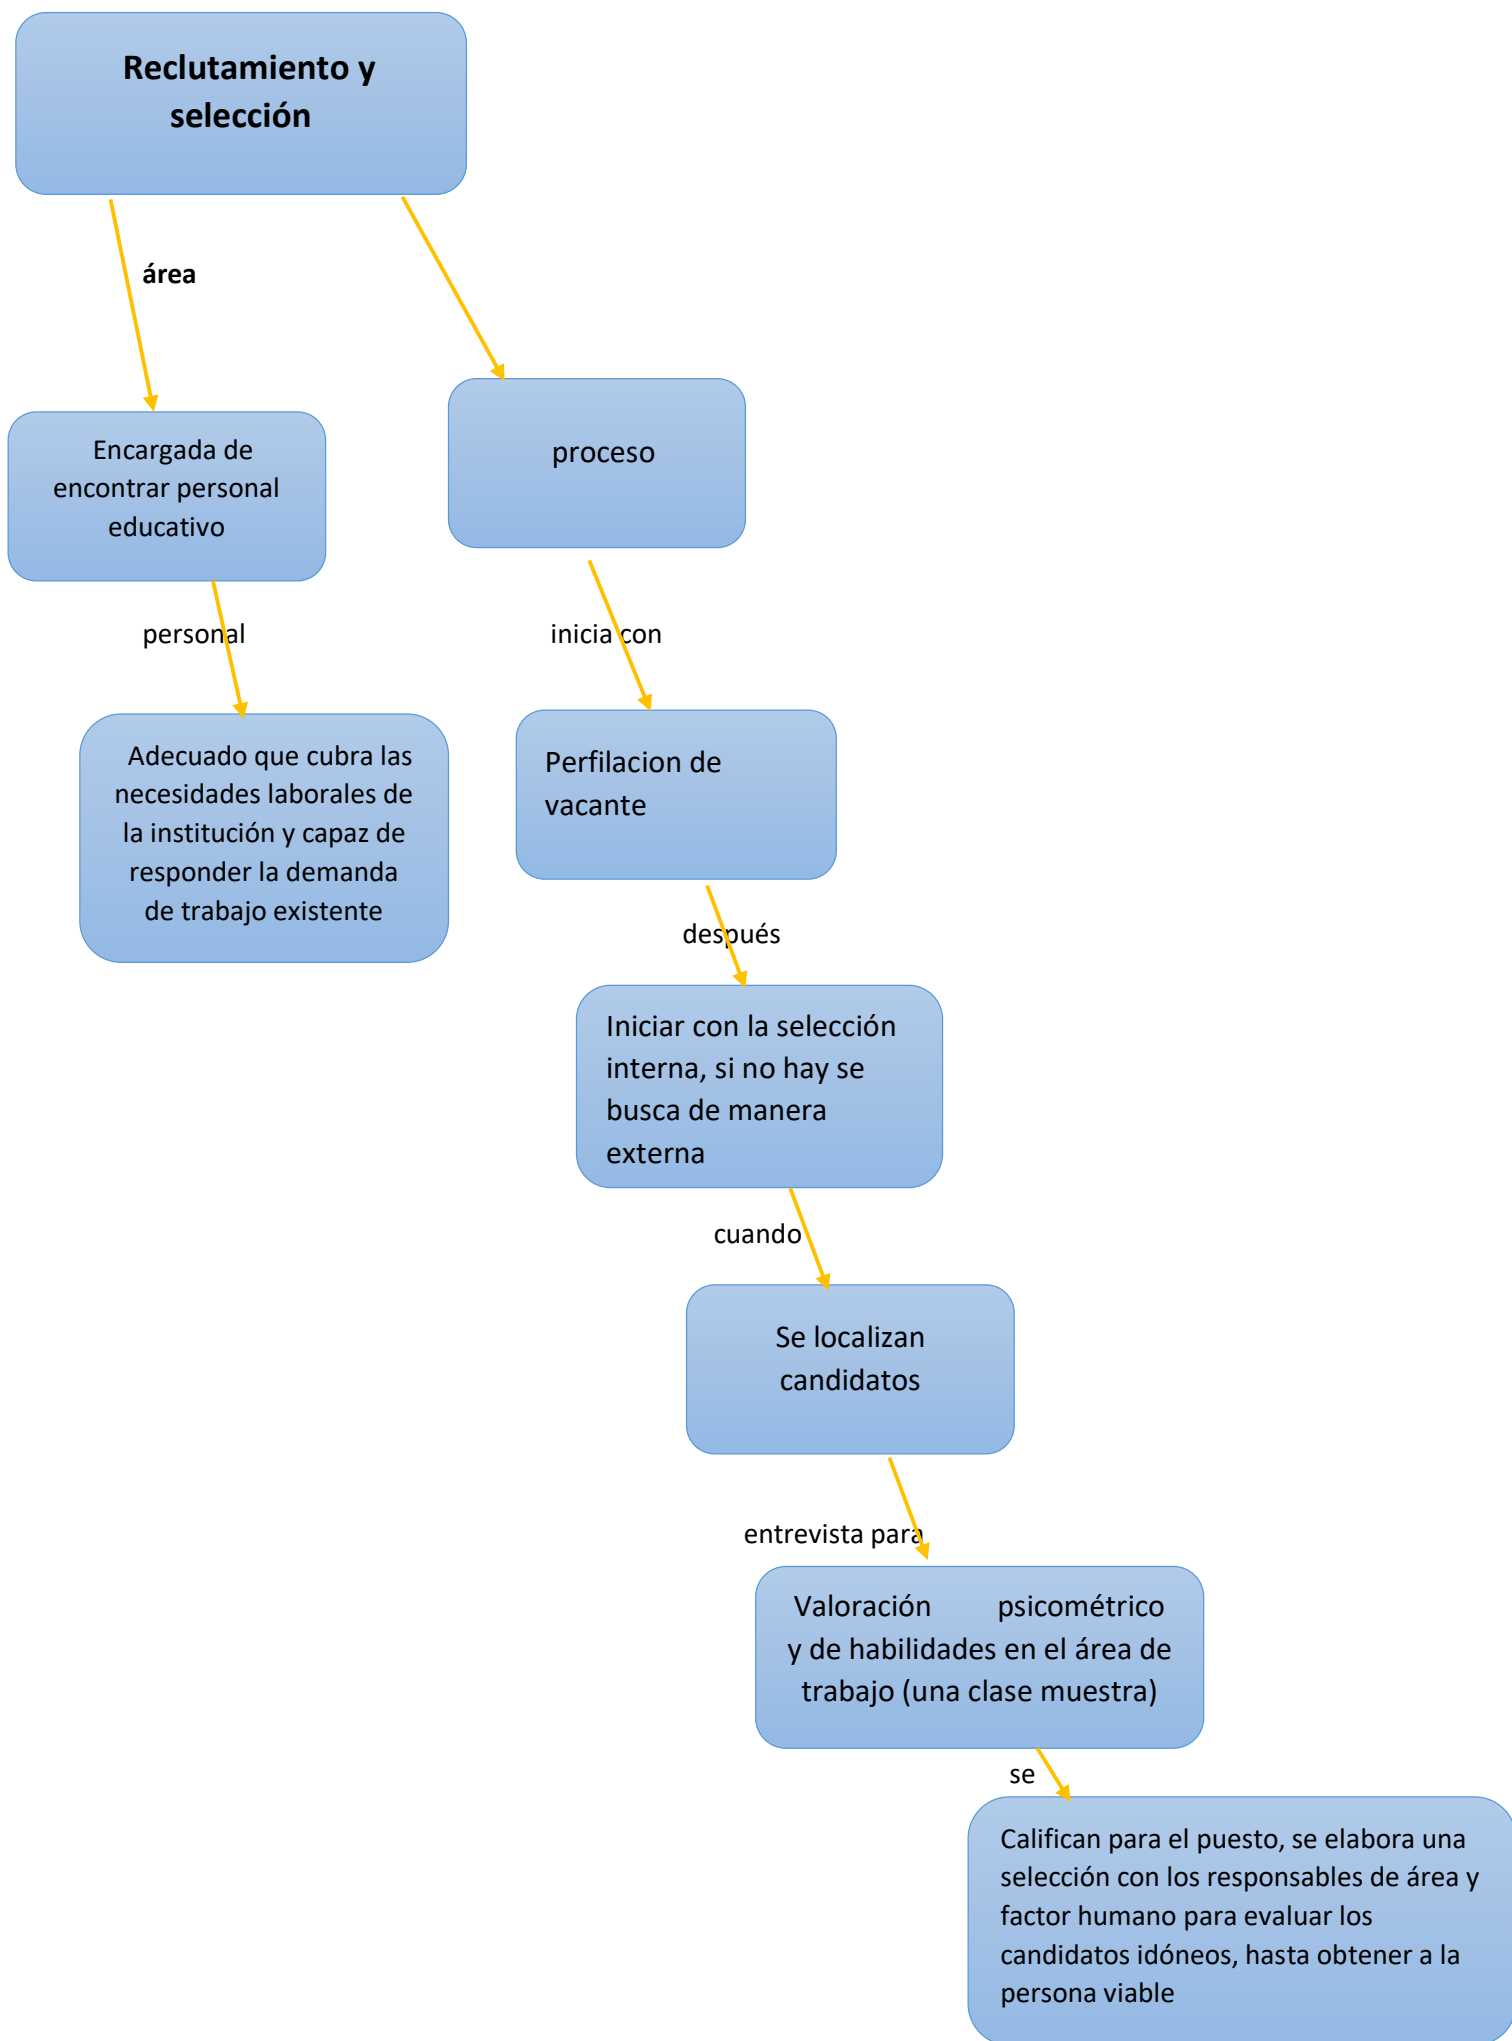 Reclutamiento y
selección
área
Encargada de
encontrar personal
educativo
proceso
personal
inicia con
Adecuado que cubra las
necesidades laborales de
la institución y capaz de
responder la demanda
de trabajo existente
Perfilacion de
vacante
después
Iniciar con la selección
interna, si no hay se
busca de manera
externa
cuando
Se localizan
candidatos
entrevista para
Valoración psicométrico
y de habilidades en el área de
trabajo (una clase muestra)
se
Califican para el puesto, se elabora una
selección con los responsables de área y
factor humano para evaluar los
candidatos idóneos, hasta obtener a la
persona viable